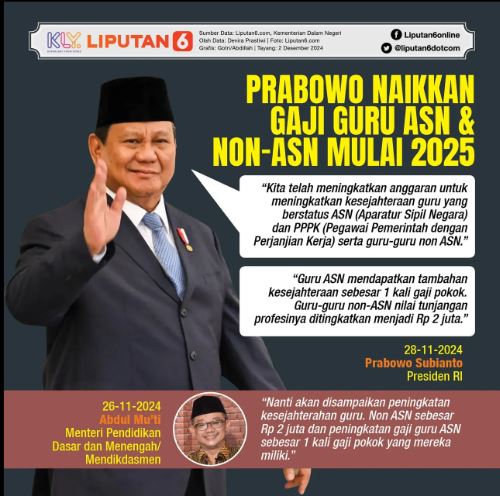 KLY
LIPUTAN 6
Sumber Data: Liputan6.com, Kementerian Dalam Negeri
Olah Data: Devira Prastiwi | Foto: Liputan6.com
Grafis: Gotri/Abdillah | Tayang: 2 Desember 2024
Liputan6online
@liputan6dotcom
PRABOWO NAIKKAN
GAJI GURU ASN &
NON-ASN MULAI 2025
“Kita telah meningkatkan anggaran untuk
meningkatkan kesejahteraan guru yang
berstatus ASN (Aparatur Sipil Negara)
dan PPPK (Pegawai Pemerintah dengan
Perjanjian Kerja) serta guru-guru non ASN.”
“Guru ASN mendapatkan tambahan
kesejahteraan sebesar 1 kali gaji pokok.
Guru-guru non-ASN nilai tunjangan
profesinya ditingkatkan menjadi Rp 2 juta.”
28-11-2024
Prabowo Subianto
Presiden RI
26-11-2024
Abdul Mu’ti
Menteri Pendidikan
Dasar dan Menengah/
Mendikdasmen
“Nanti akan disampaikan peningkatan
kesejahterahan guru. Non ASN sebesar
Rp 2 juta dan peningkatan gaji guru ASN
sebesar 1 kali gaji pokok yang mereka
miliki.”